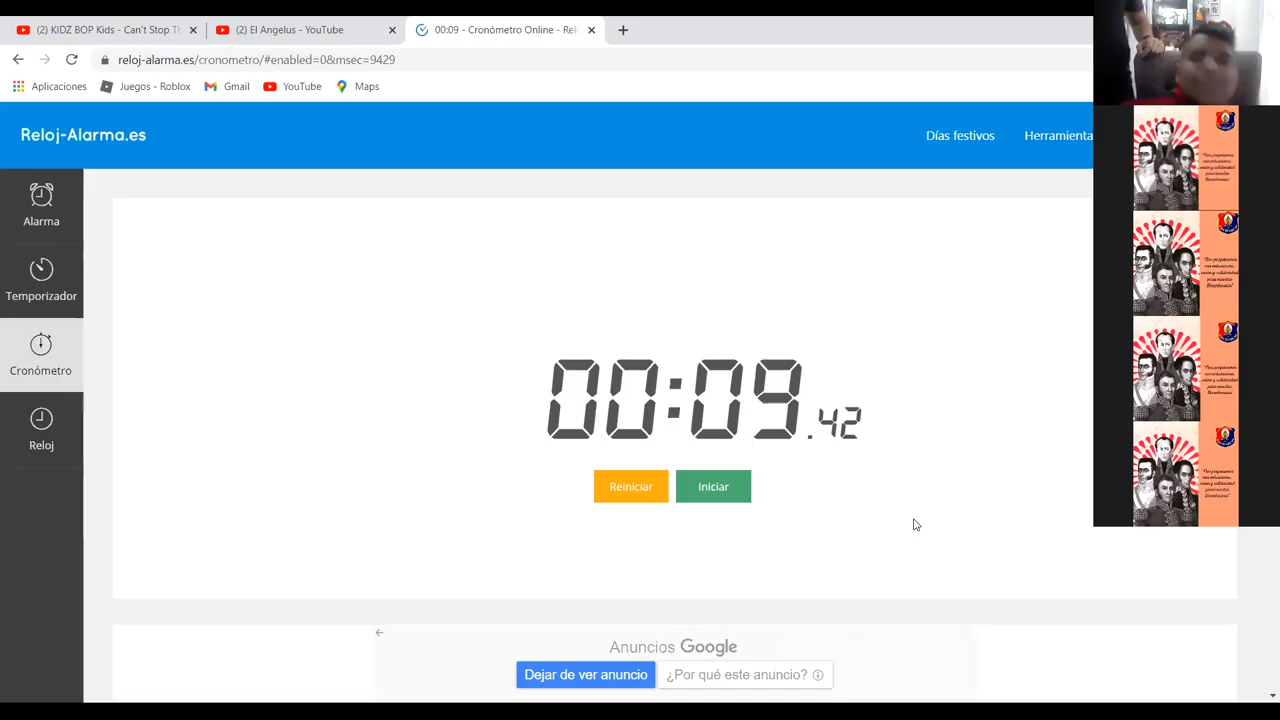 (2) KIDZ BOP Kids - Can't Stop Th
(2) El Angelus - YouTube
00:09 - Cronómetro Online - Relo
reloj-alarma.es/cronometro/#enabled=0&msec=9429
Aplicaciones
Juegos - Roblox
Gmail
YouTube
Maps
Reloj-Alarma.es
Días festivos
Herramienta
Alarma
Temporizador
Cronómetro
Reloj
00:09.42
Reiniciar
Iniciar
Anuncios Google
Dejar de ver anuncio
¿Por qué este anuncio?